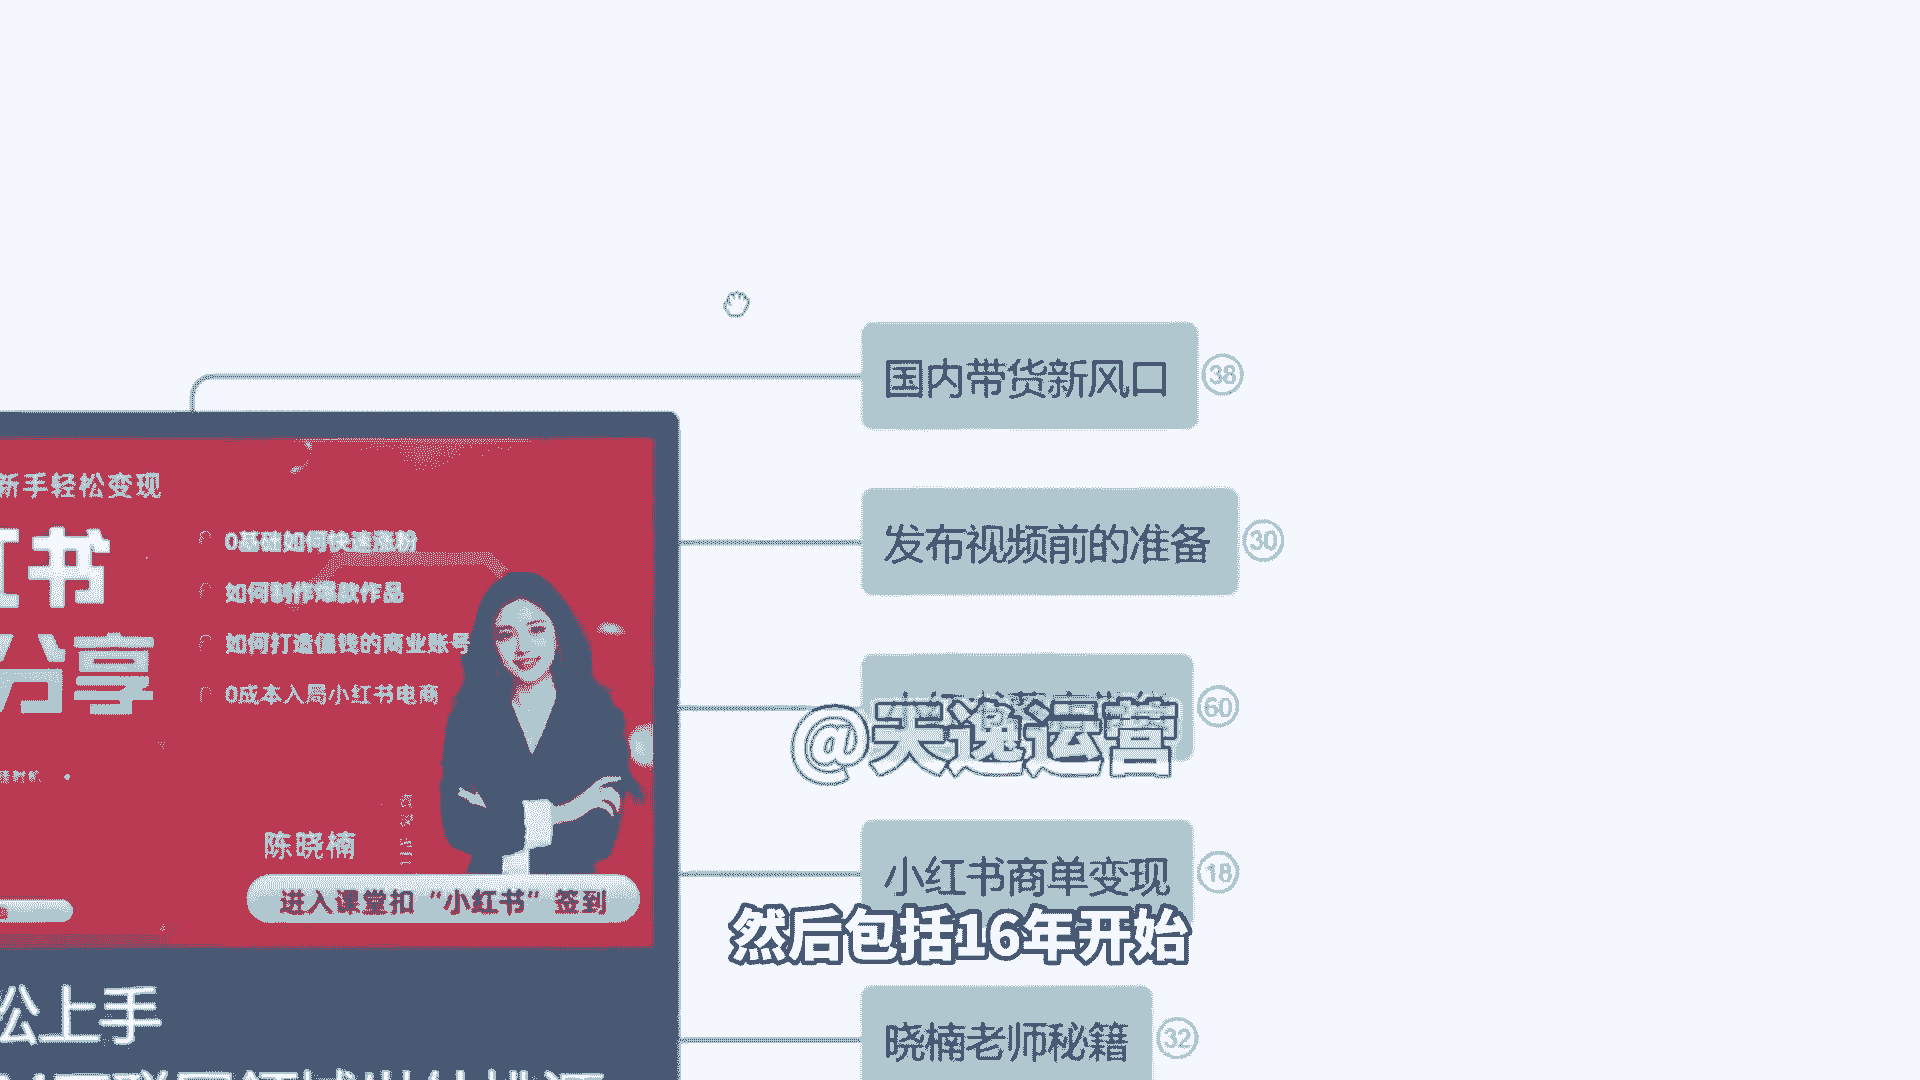 国内带货新风口
38
新手轻松变现
红书
分享
0基础如何快速涨粉
如何制作爆款作品
如何打造值钱的商业账号
0成本入局小红书电商
陈晓楠
进入课堂扣“小红书”签到
发布视频前的准备
30
60
@天逸运营
小红书商单变现
18
然后包括16年开始
晓楠老师秘籍
32
松上手